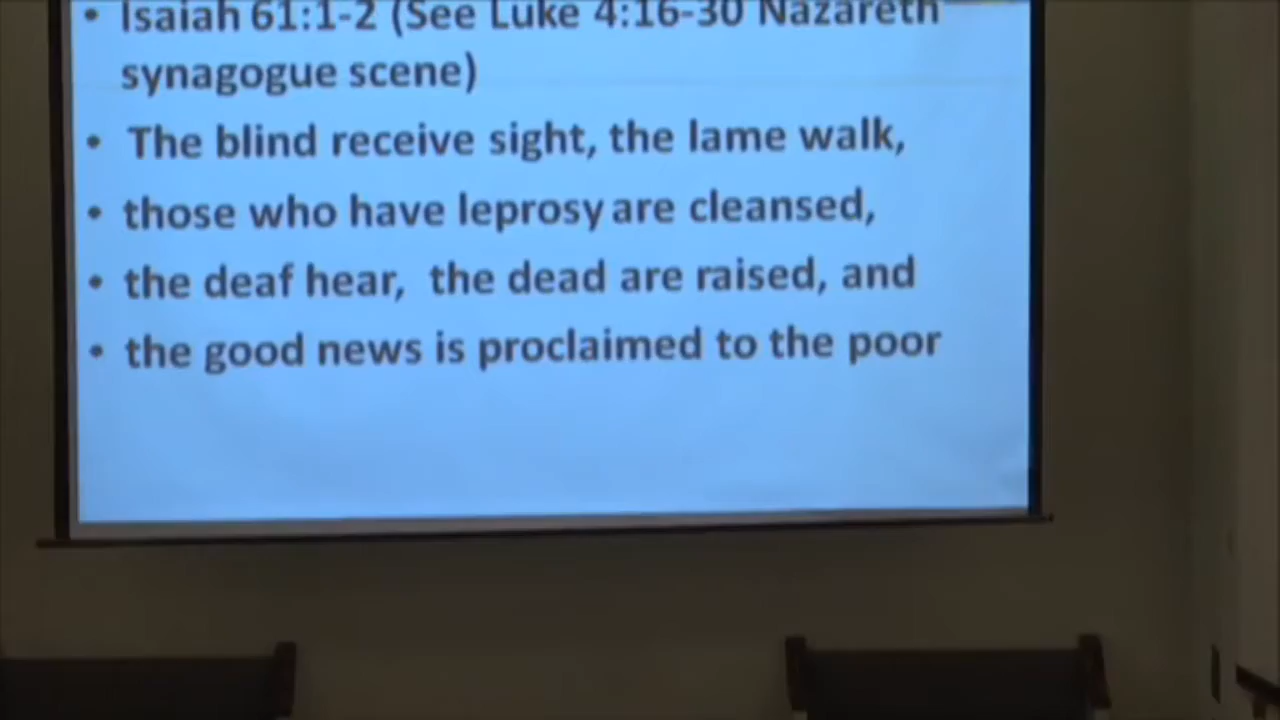 • Isaiah 61:1-2 (See Luke 4:16-30 Nazareth
synagogue scene)
• The blind receive sight, the lame walk,
• those who have leprosy are cleansed,
• the deaf hear, the dead are raised, and
• the good news is proclaimed to the poor